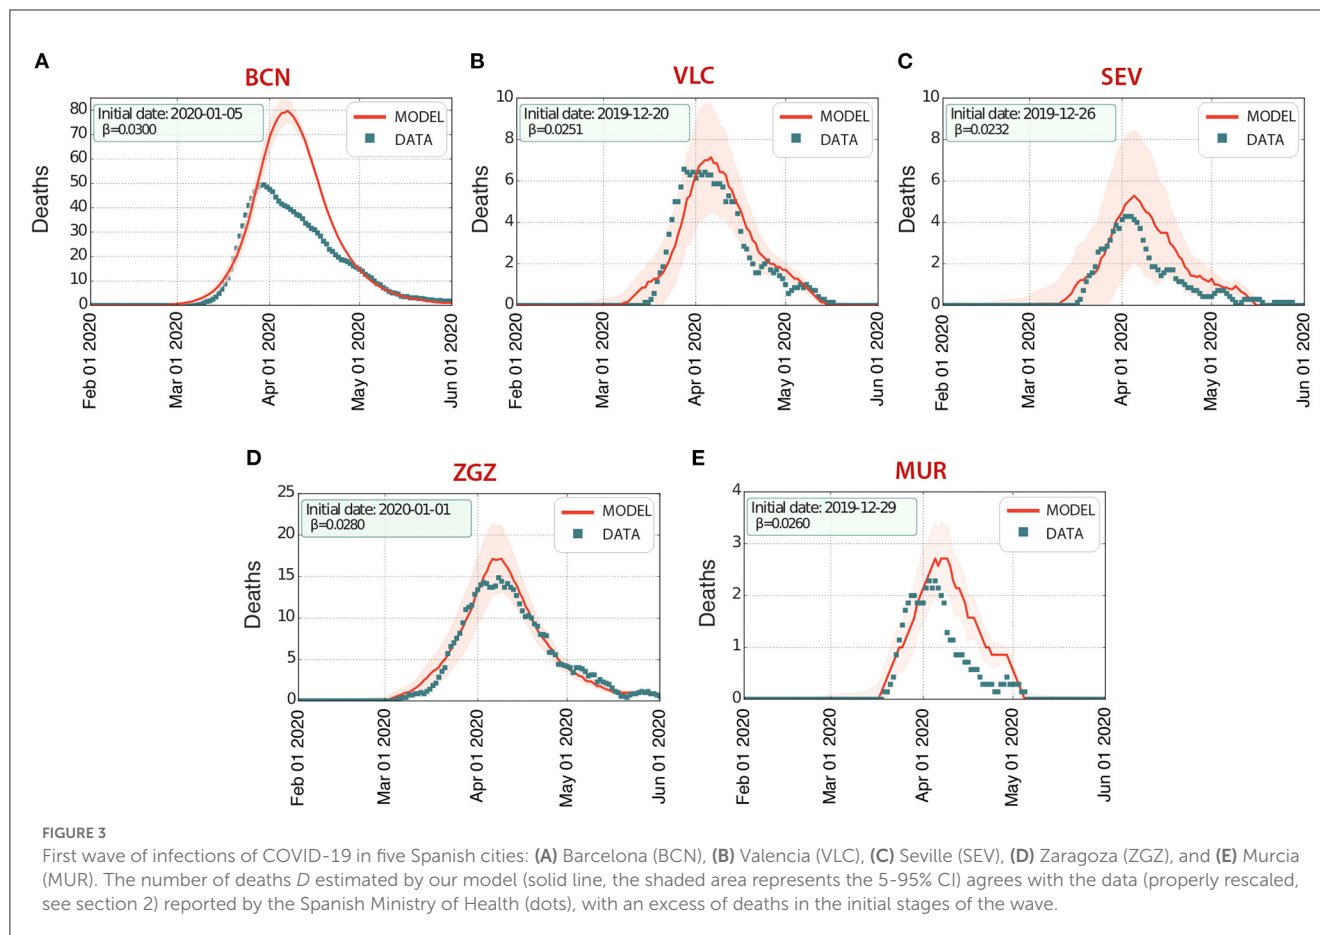 A
BCN
Initial date: 2020-01-05
β=0.0300
MODEL
DATA
Deaths
80
70
60
50
40
30
20
10
0
Feb 01 2020
Mar 01 2020
Apr 01 2020
May 01 2020
Jun 01 2020
B
VLC
Initial date: 2019-12-20
β=0.0251
MODEL
DATA
Deaths
10
8
6
4
2
0
Feb 01 2020
Mar 01 2020
Apr 01 2020
May 01 2020
Jun 01 2020
C
SEV
Initial date: 2019-12-26
β=0.0232
MODEL
DATA
Deaths
10
8
6
4
2
0
Feb 01 2020
Mar 01 2020
Apr 01 2020
May 01 2020
Jun 01 2020
D
ZGZ
Initial date: 2020-01-01
β=0.0280
MODEL
DATA
Deaths
25
20
15
10
5
0
Feb 01 2020
Mar 01 2020
Apr 01 2020
May 01 2020
Jun 01 2020
E
MUR
Initial date: 2019-12-29
β=0.0260
MODEL
DATA
Deaths
4
3
2
1
0
Feb 01 2020
Mar 01 2020
Apr 01 2020
May 01 2020
Jun 01 2020
FIGURE 3
First wave of infections of COVID-19 in five Spanish cities: (A) Barcelona (BCN), (B) Valencia (VLC), (C) Seville (SEV), (D) Zaragoza (ZGZ), and (E) Murcia
(MUR). The number of deaths D estimated by our model (solid line, the shaded area represents the 5-95% CI) agrees with the data (properly rescaled,
see section 2) reported by the Spanish Ministry of Health (dots), with an excess of deaths in the initial stages of the wave.